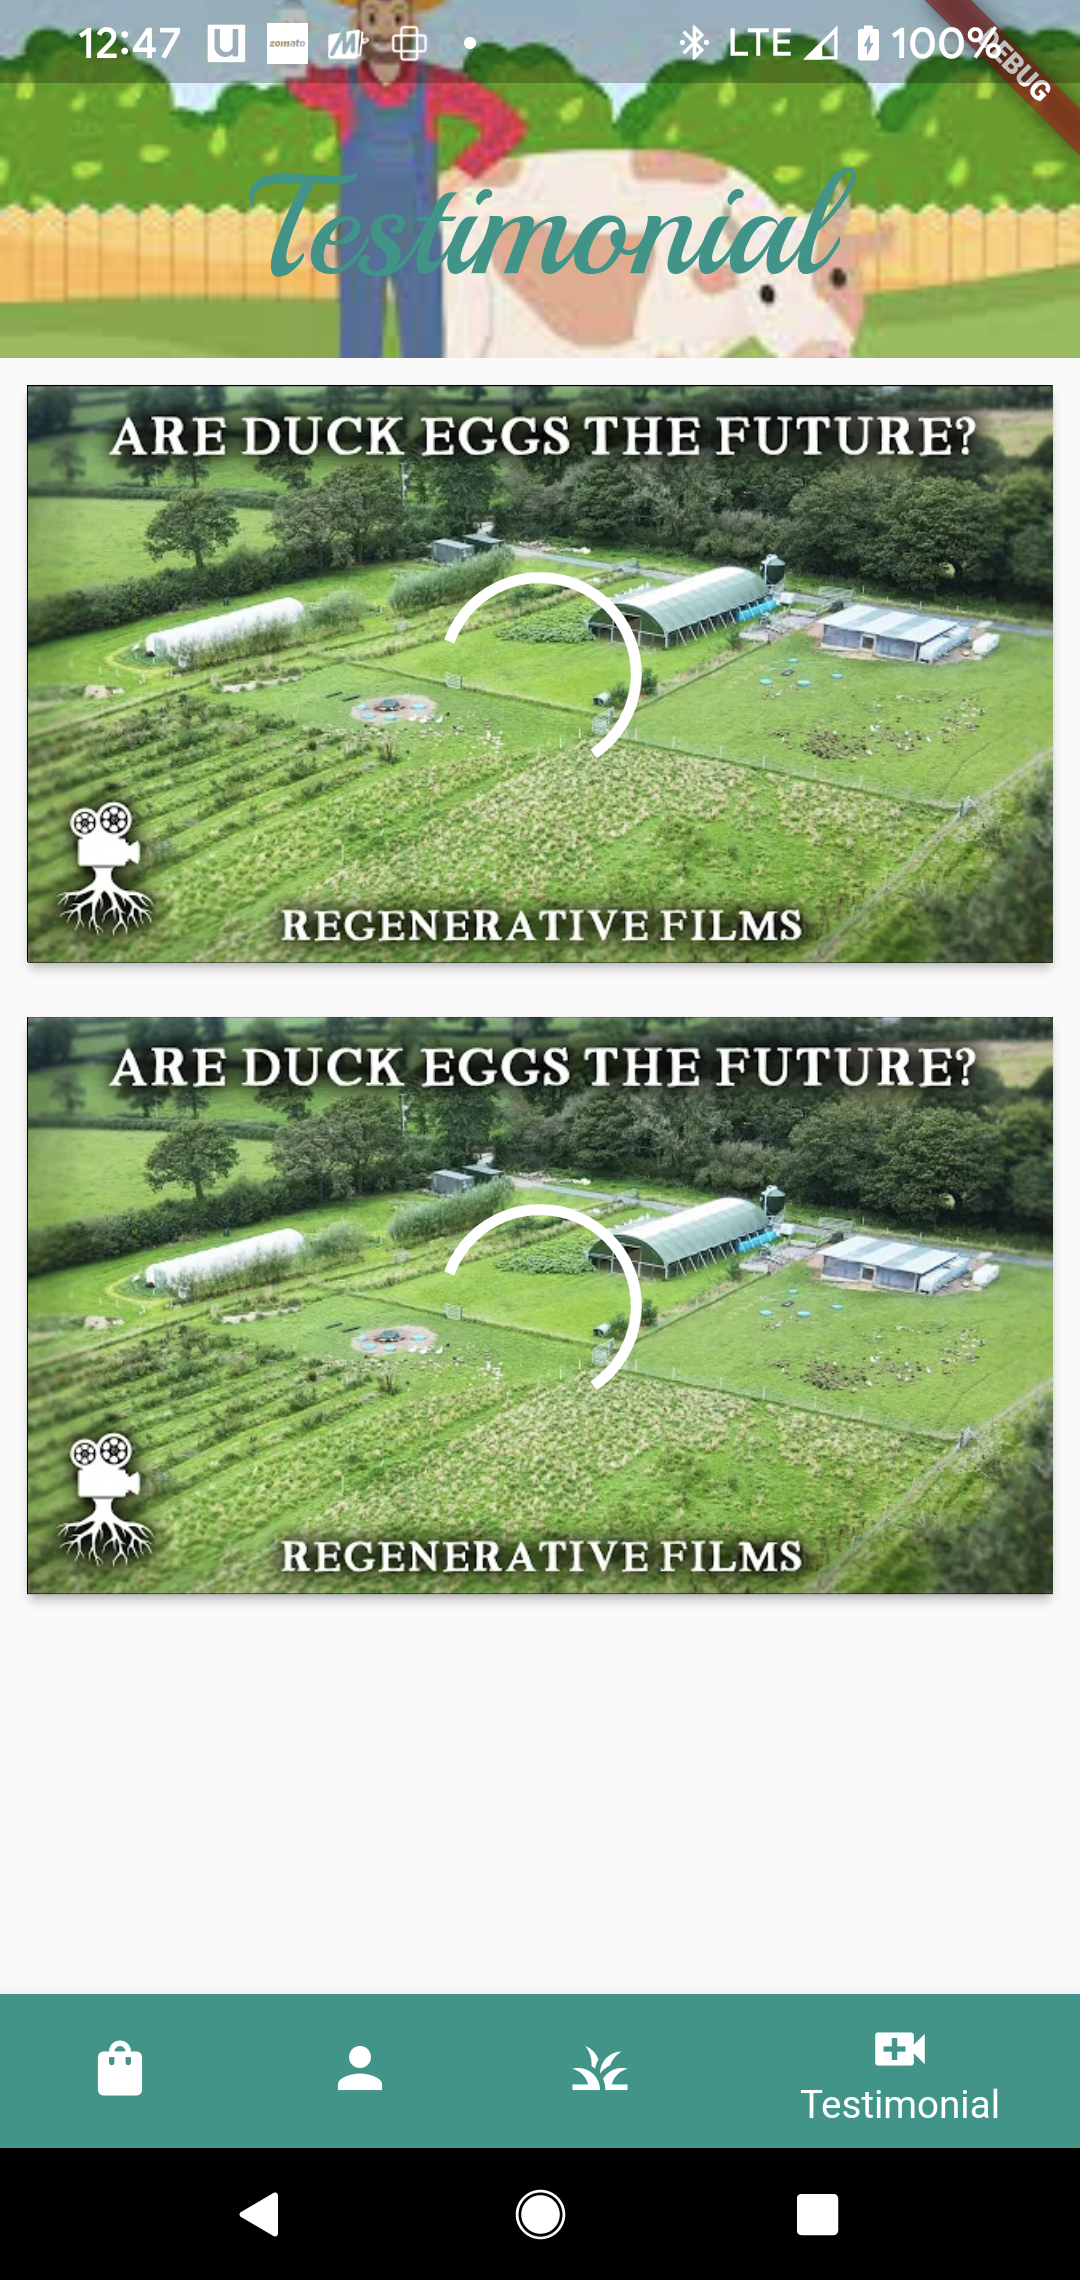 12:47
zomato
LTE
100%
DEBUG
Testimonial
ARE DUCK EGGS THE FUTURE?
REGENERATIVE FILMS
ARE DUCK EGGS THE FUTURE?
REGENERATIVE FILMS
Testimonial